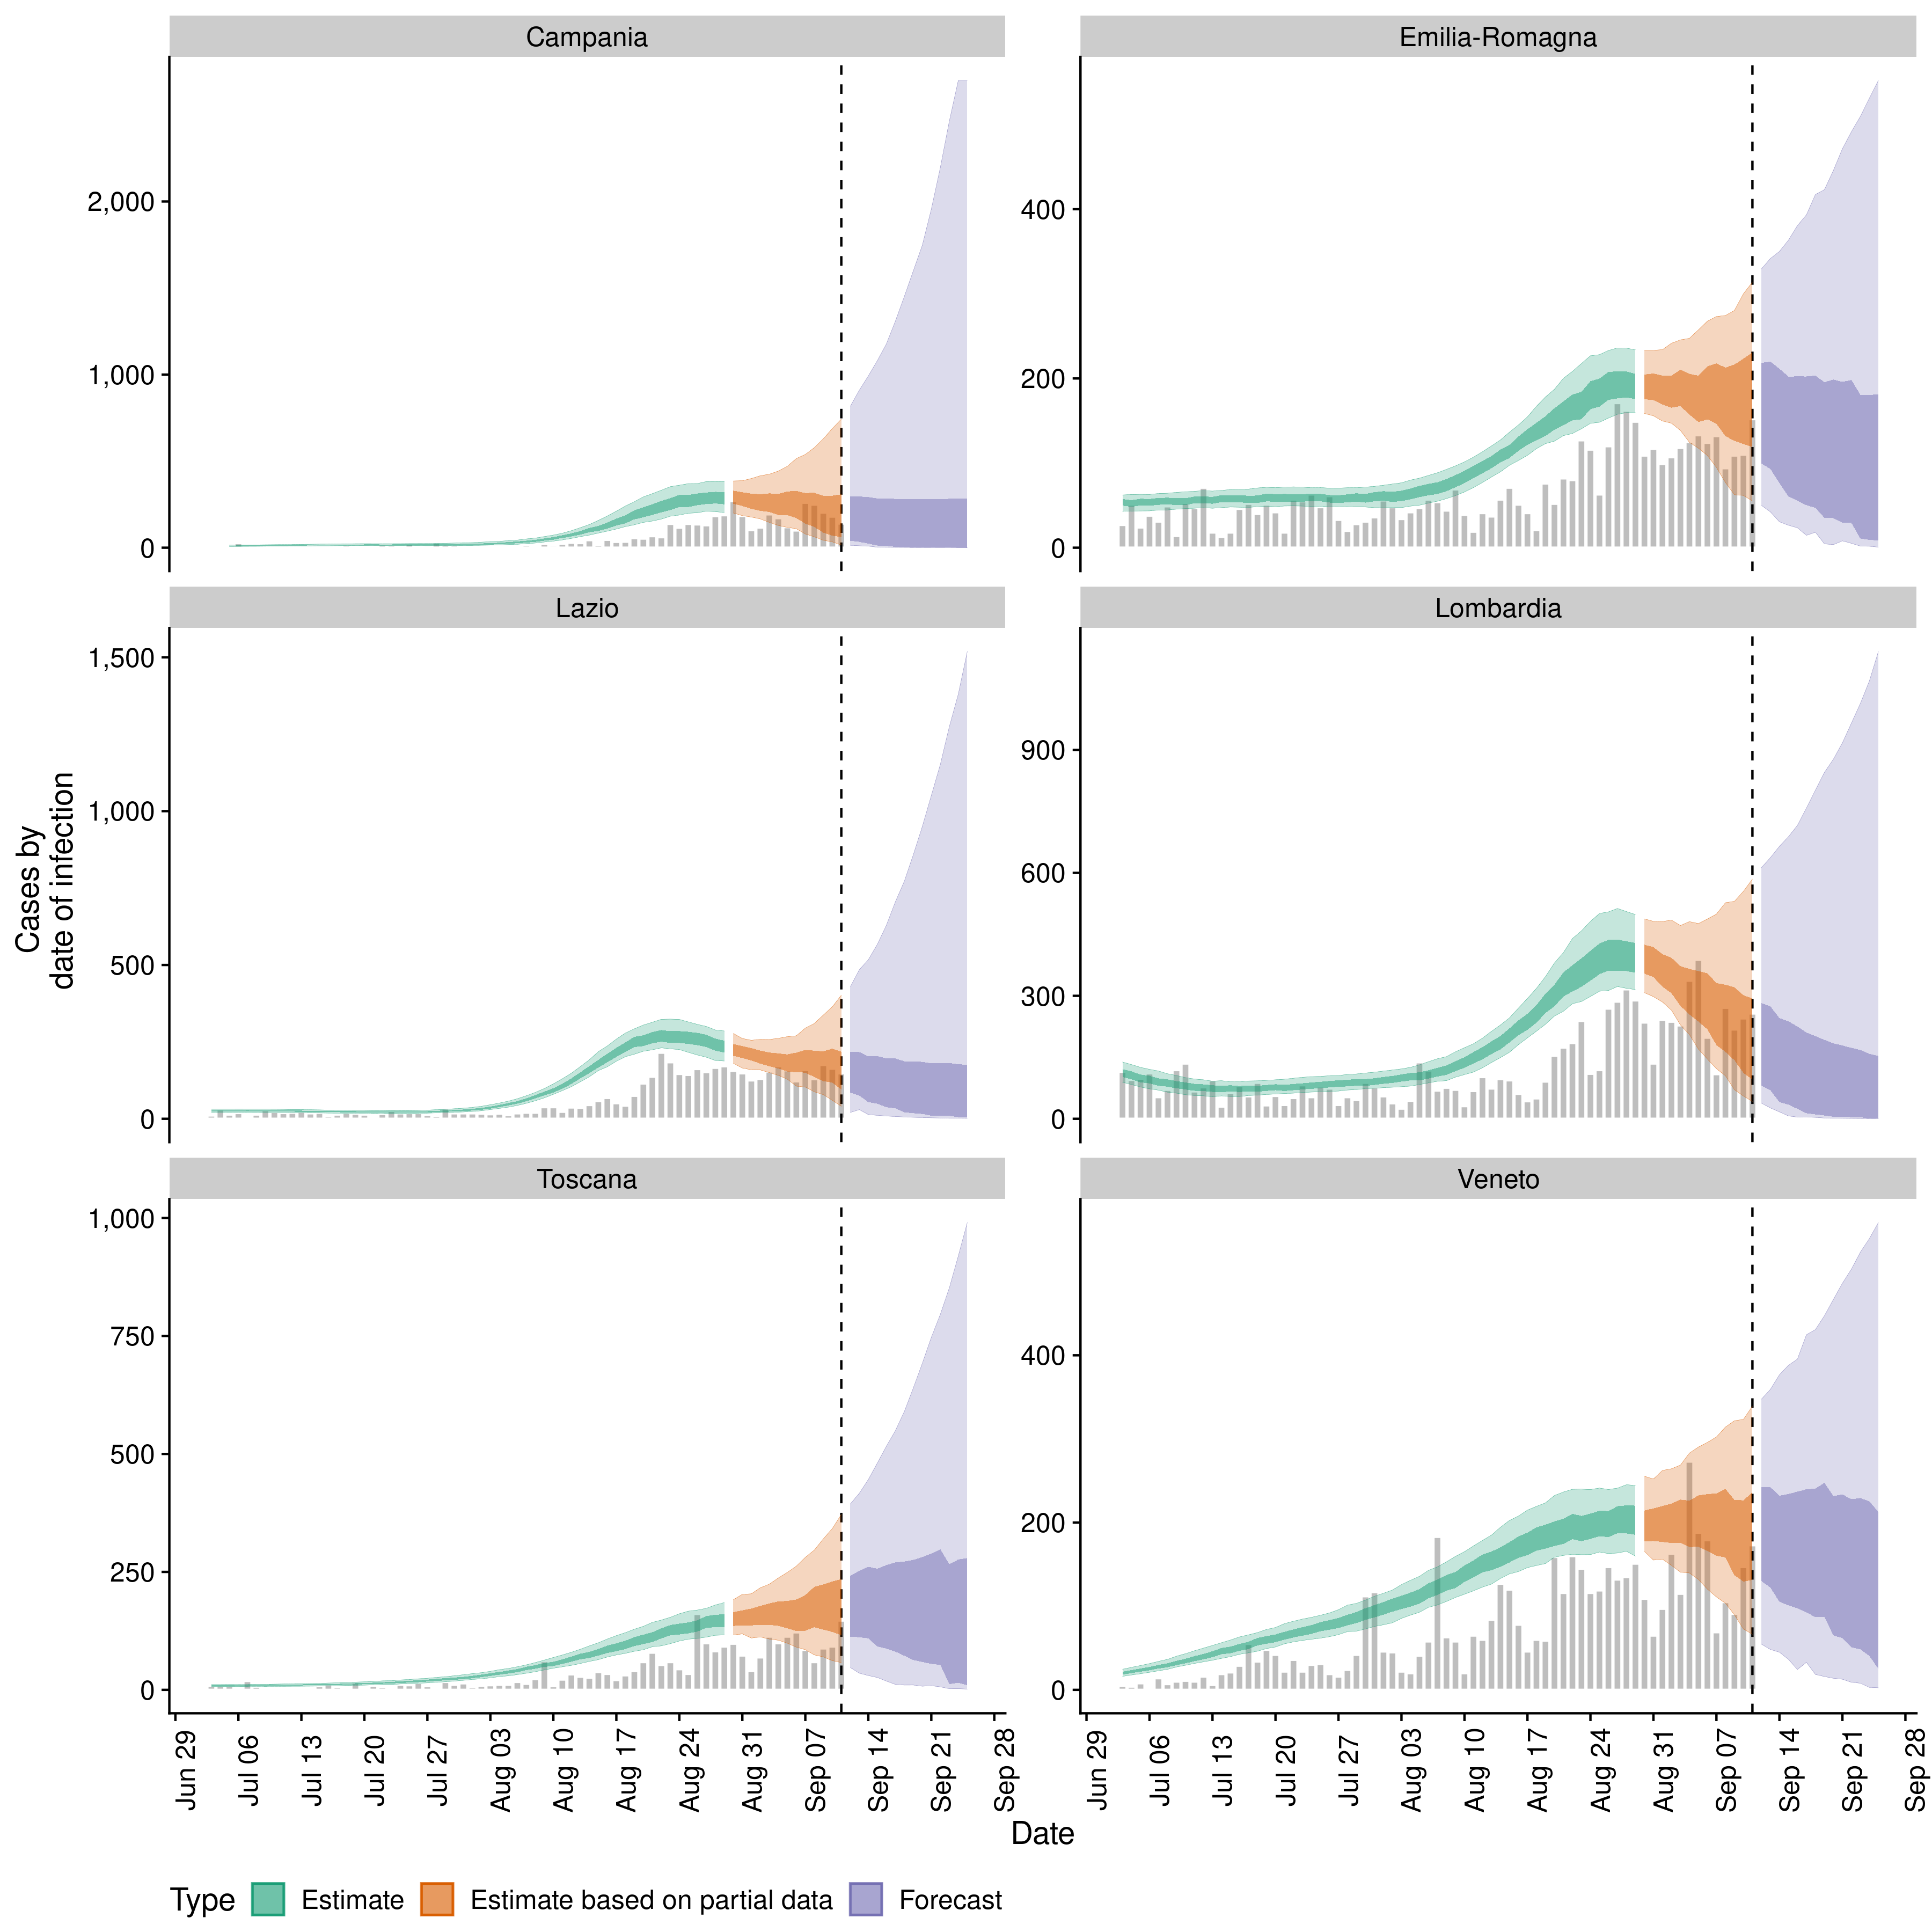 Campania
Emilia-Romagna
2,000
1,000
0
400
200
0
Lazio
Lombardia
1,500
1,000
500
0
900
600
300
0
Cases by
date of infection
Toscana
Veneto
1,000
750
500
250
0
400
200
0
Jun 29 Jul 06 Jul 13 Jul 20 Jul 27 Aug 03 Aug 10 Aug 17 Aug 24 Aug 31 Sep 07 Sep 14 Sep 21 Sep 28
Jun 29 Jul 06 Jul 13 Jul 20 Jul 27 Aug 03 Aug 10 Aug 17 Aug 24 Aug 31 Sep 07 Sep 14 Sep 21 Sep 28
Date
Type Estimate Estimate based on partial data Forecast